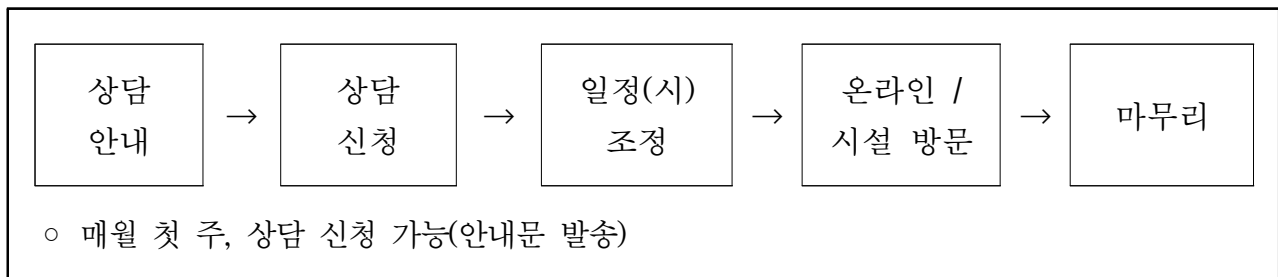 상담
안내
→
상담
신청
→
일정(시)
조정
→
온라인 /
시설 방문
→
마무리
○ 매월 첫 주, 상담 신청 가능(안내문 발송)